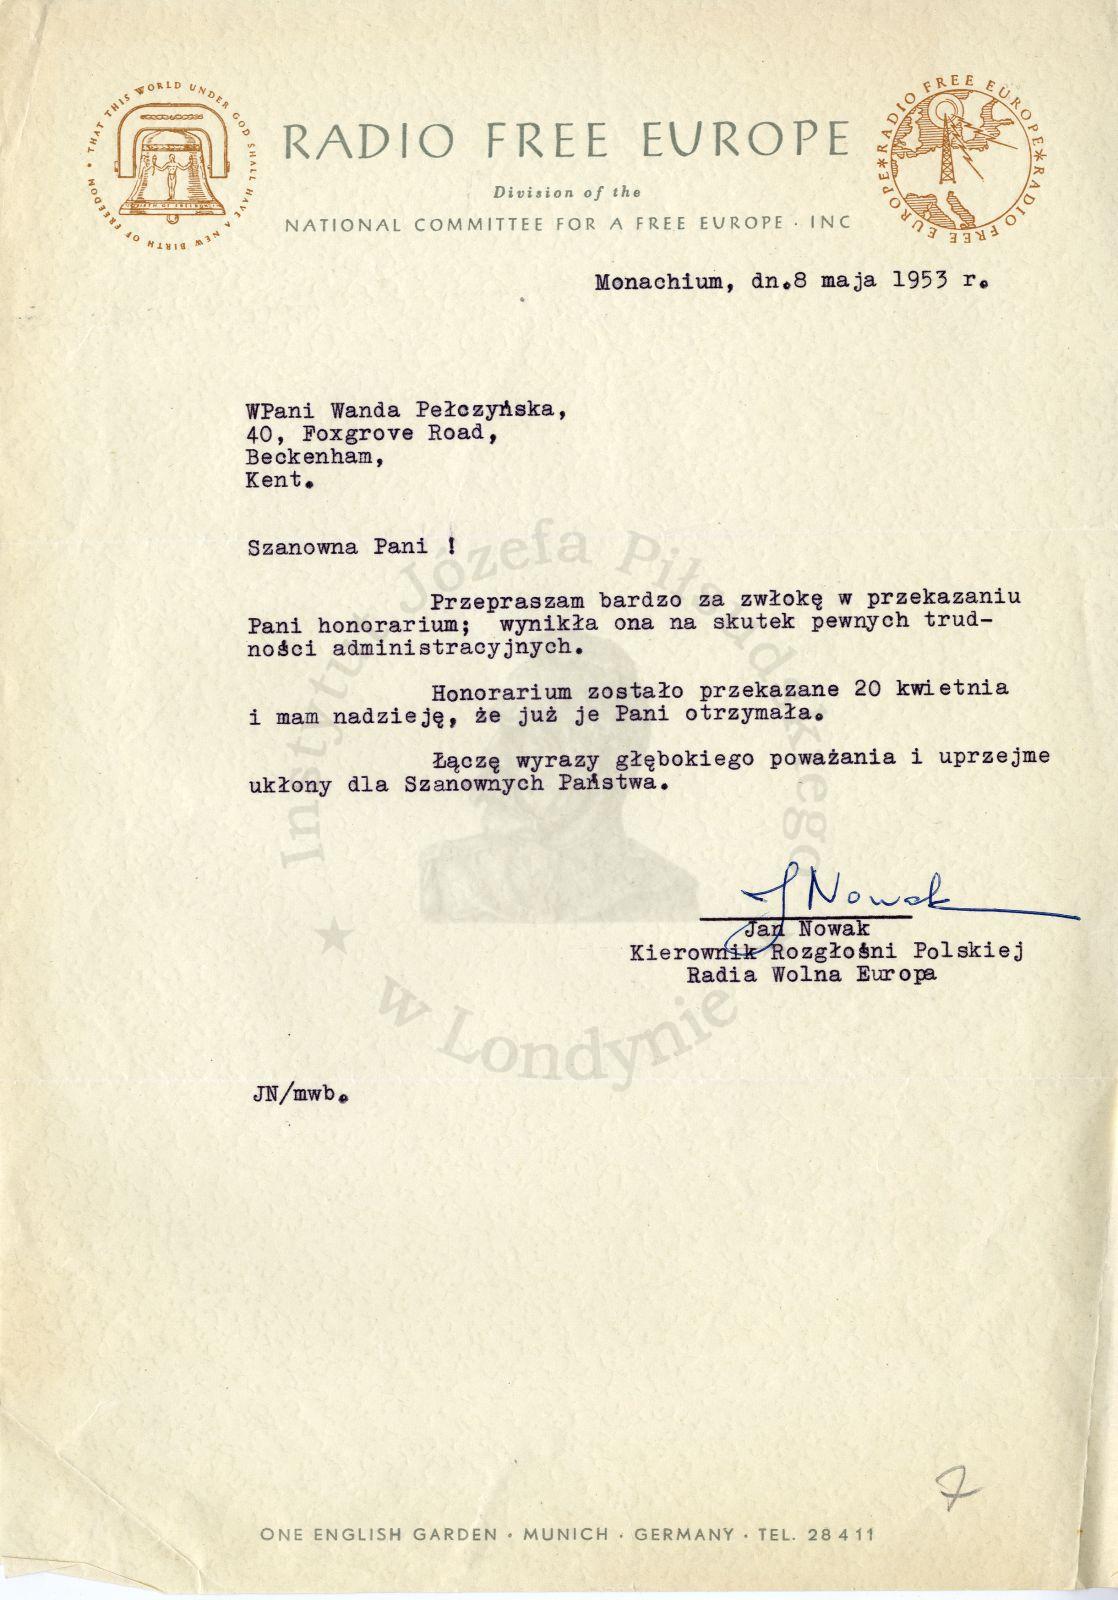 THAT THIS WORLD UNDER GOD SHALL HAVE A NEW BIRTH OF FREEDOM
RADIO FREE EUROPE
RADIO FREE EUROPE * RADIO FREE EUROPE *
Division of the
NATIONAL COMMITTEE FOR A FREE EUROPE · INC
Monachium, dn.8 maja 1953 r.
WPani Wanda Pełczyńska,
40, Foxgrove Road,
Beckenham,
Kent.
Szanowna Pani !
Przepraszam bardzo za zwłokę w przekazaniu
Pani honorarium; wynikła ona na skutek pewnych trud-
ności administracyjnych.
Honorarium zostało przekazane 20 kwietnia
i mam nadzieję, że już je Pani otrzymała.
Łączę wyrazy głębokiego poważania i uprzejme
ukłony dla Szanownych Państwa.
J Nowak
Jan Nowak
Kierownik Rozgłośni Polskiej
Radia Wolna Europa
JN/mwb.
Instytut Józefa Piłsudskiego
w Londynie
7
ONE ENGLISH GARDEN · MUNICH · GERMANY · TEL. 28411